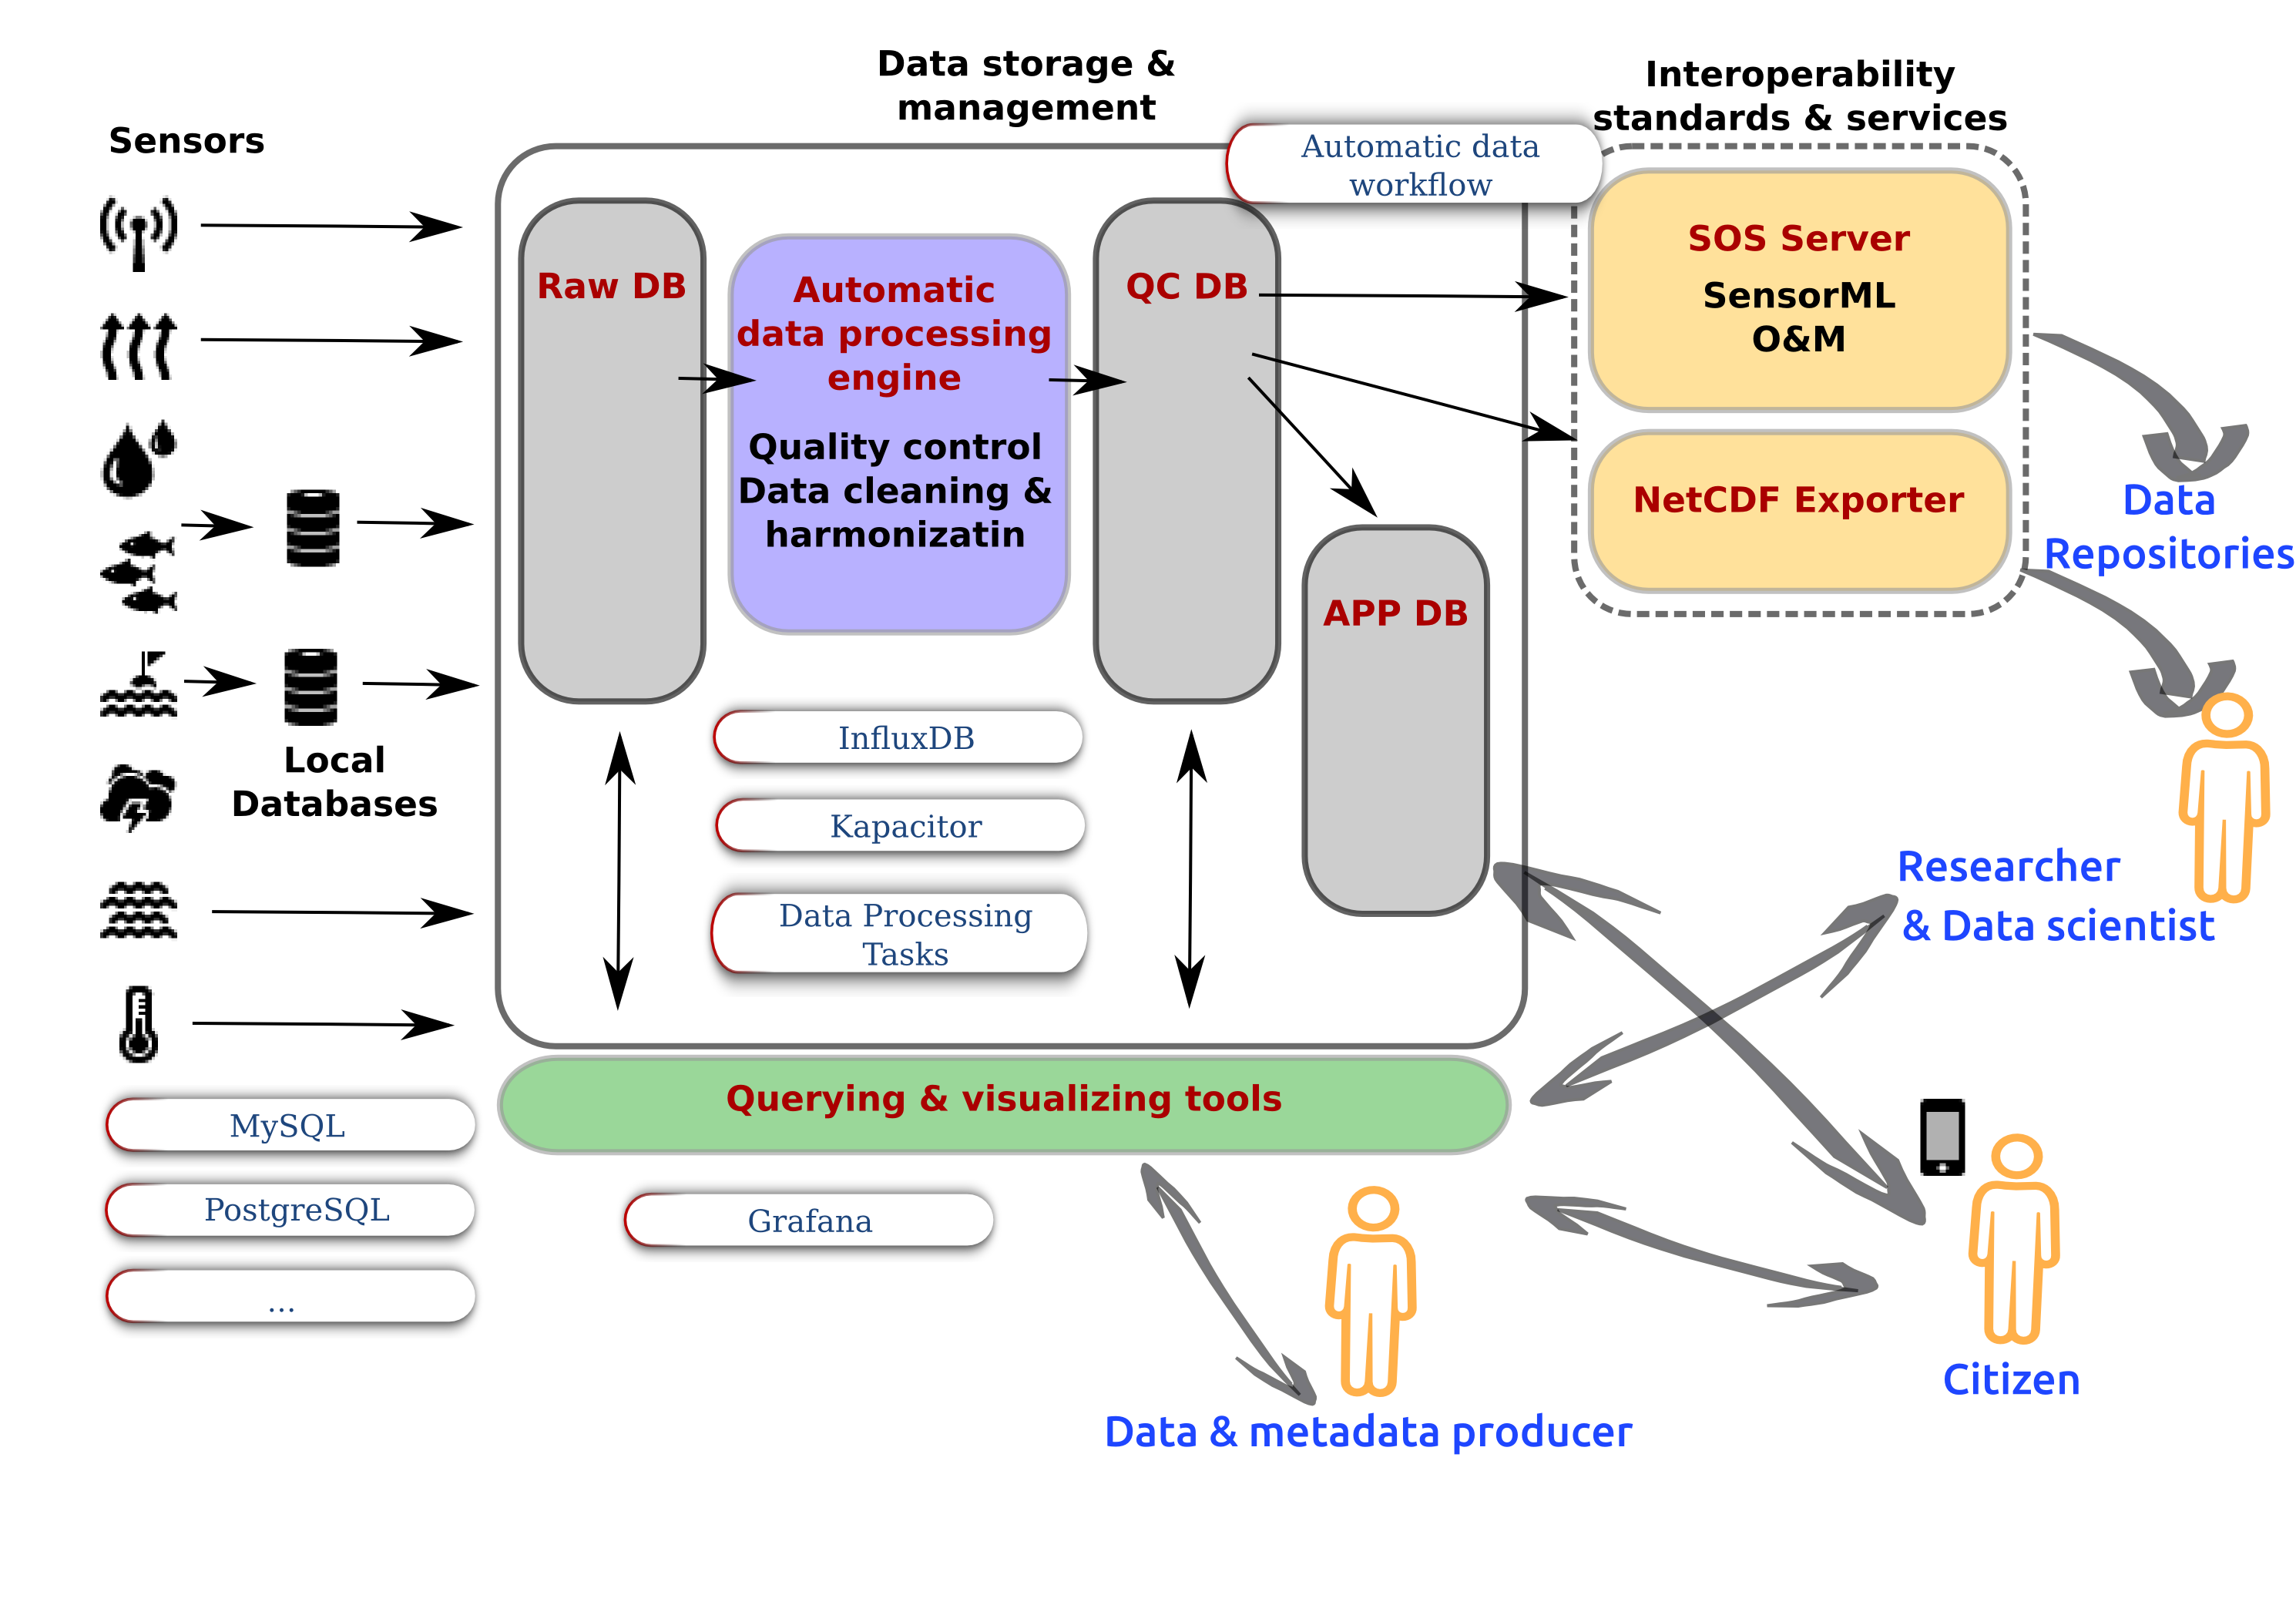 Data storage &
management
Interoperability
standards & services
Sensors
Automatic data
workflow
Raw DB
Automatic
data processing
engine
Quality control
Data cleaning &
harmonizatin
QC DB
SOS Server
SensorML
O&M
NetCDF Exporter
Data
Repositories
APP DB
Local
Databases
InfluxDB
Kapacitor
Data Processing
Tasks
Researcher
& Data scientist
Querying & visualizing tools
MySQL
PostgreSQL
...
Grafana
Citizen
Data & metadata producer